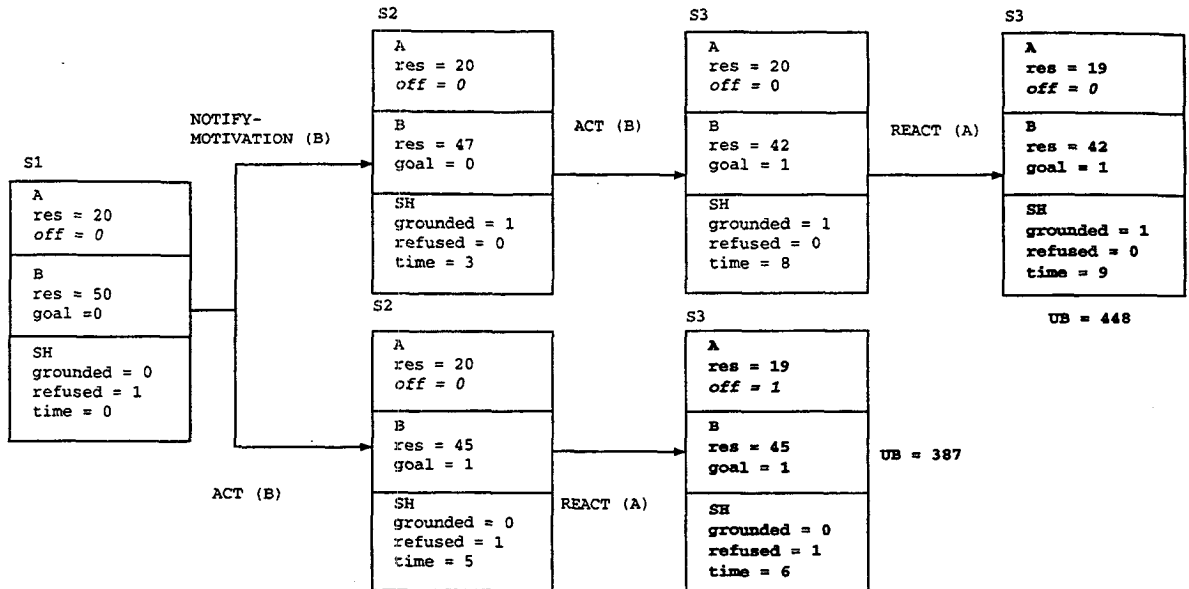 S1
A
res = 20
off = 0
B
res = 50
goal =0
SH
grounded = 0
refused = 1
time = 0
NOTIFY-
MOTIVATION (B)
S2
A
res = 20
off = 0
B
res = 47
goal = 0
SH
grounded = 1
refused = 0
time = 3
ACT (B)
S3
A
res = 20
off = 0
B
res = 42
goal = 1
SH
grounded = 1
refused = 0
time = 8
REACT (A)
S3
A
res = 19
off = 0
B
res = 42
goal = 1
SH
grounded = 1
refused = 0
time = 9
UB = 448
ACT (B)
S2
A
res = 20
off = 0
B
res = 45
goal = 1
SH
grounded = 0
refused = 1
time = 5
REACT (A)
S3
A
res = 19
off = 1
B
res = 45
goal = 1
SH
grounded = 0
refused = 1
time = 6
UB = 387